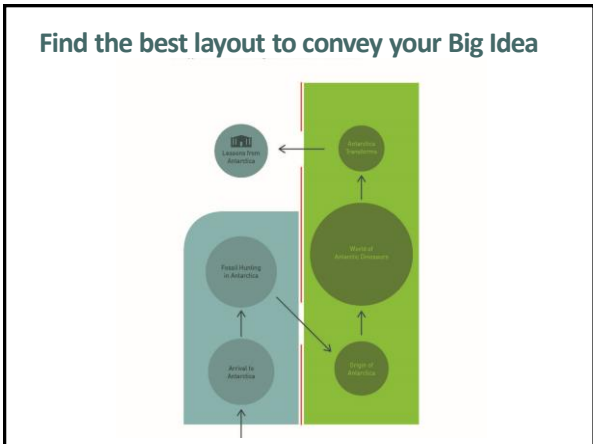 Find the best layout to convey your Big Idea
Lessons from
Antarctica
Antarctica
Transforms
World of
Antarctic Dinosaurs
Fossil Hunting
in Antarctica
Arrival to
Antarctica
Origin of
Antarctica